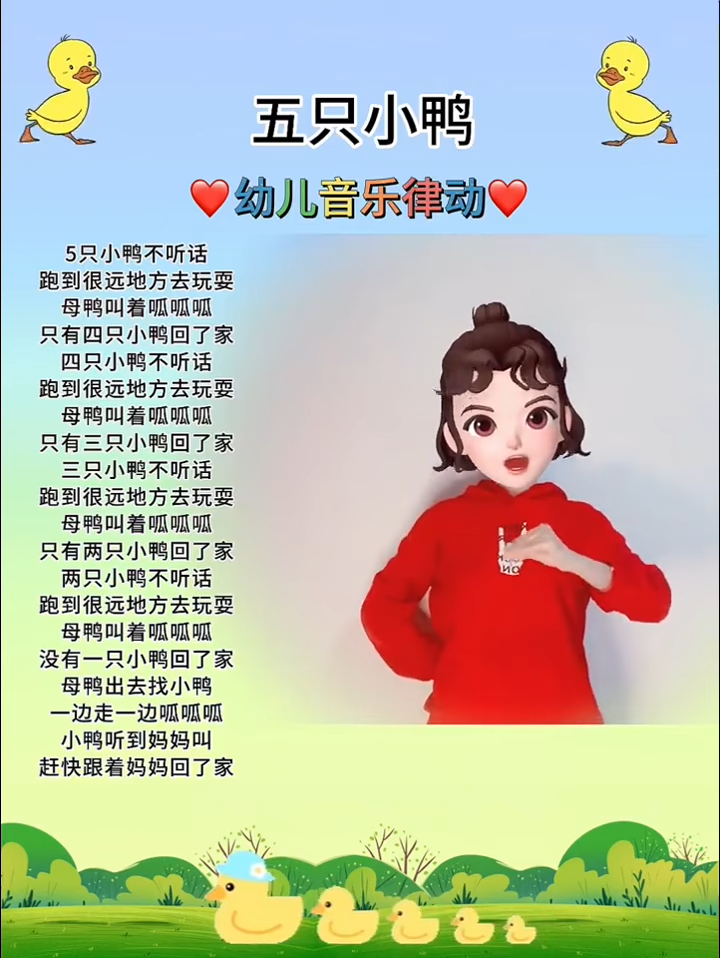 五只小鸭
幼儿音乐律动
5只小鸭不听话
跑到很远地方去玩耍
母鸭叫着呱呱呱
只有四只小鸭回了家
四只小鸭不听话
跑到很远地方去玩耍
母鸭叫着呱呱呱
只有三只小鸭回了家
三只小鸭不听话
跑到很远地方去玩耍
母鸭叫着呱呱呱
只有两只小鸭回了家
两只小鸭不听话
跑到很远地方去玩耍
母鸭叫着呱呱呱
没有一只小鸭回了家
母鸭出去找小鸭
一边走一边呱呱呱
小鸭听到妈妈叫
赶快跟着妈妈回了家